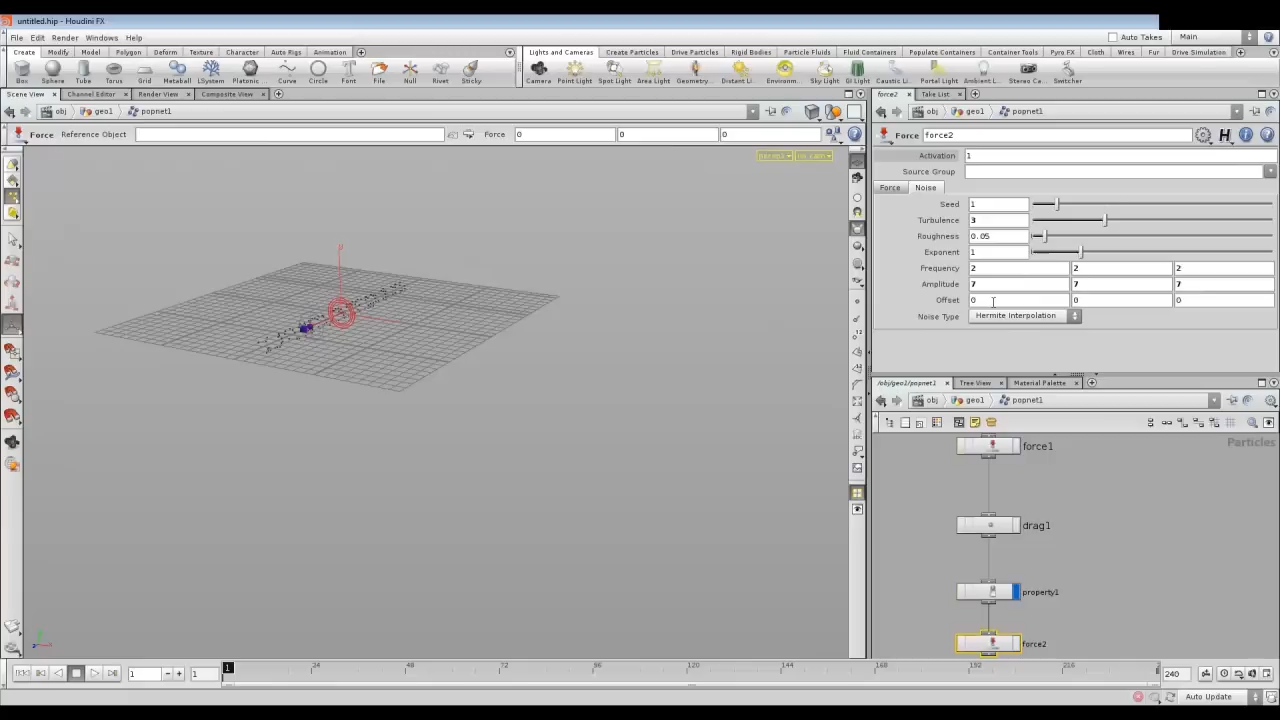 untitled.hip - Houdini FX
File Edit Render Windows Help
Auto Takes Main
Create Modify Model Polygon Deform Texture Character Auto Rigs Animation
Lights and Cameras Create Particles Drive Particles Rigid Bodies Particle Fluids Fluid Containers Populate Containers Container Tools Pyro FX Cloth Wires Fur Drive Simulation
Box Sphere Tube Torus Grid Metaball LSystem Platonic .. Curve Circle Font File Null Rivet Sticky
Camera Point Light Spot Light Area Light Geometry... Distant Li... Environm... Sky Light GI Light Caustic Li... Portal Light Ambient L... Stereo Ca... Switcher
Scene View Channel Editor Render View Composite View
obj geo1 popnet1
Force Reference Object Force 0 0 0
force2 Take List
obj geo1 popnet1
Force force2
Activation 1
Source Group
Force Noise
Seed 1
Turbulence 3
Roughness 0.05
Exponent 1
Frequency 2 2 2
Amplitude 7 7 7
Offset 0 0 0
Noise Type Hermite Interpolation
/obj/geo1/popnet1 Tree View Material Palette
obj geo1 popnet1
Particles
force1
drag1
property1
force2
1 24 48 72 96 120 144 168 192 216 2
1 1 240
Auto Update